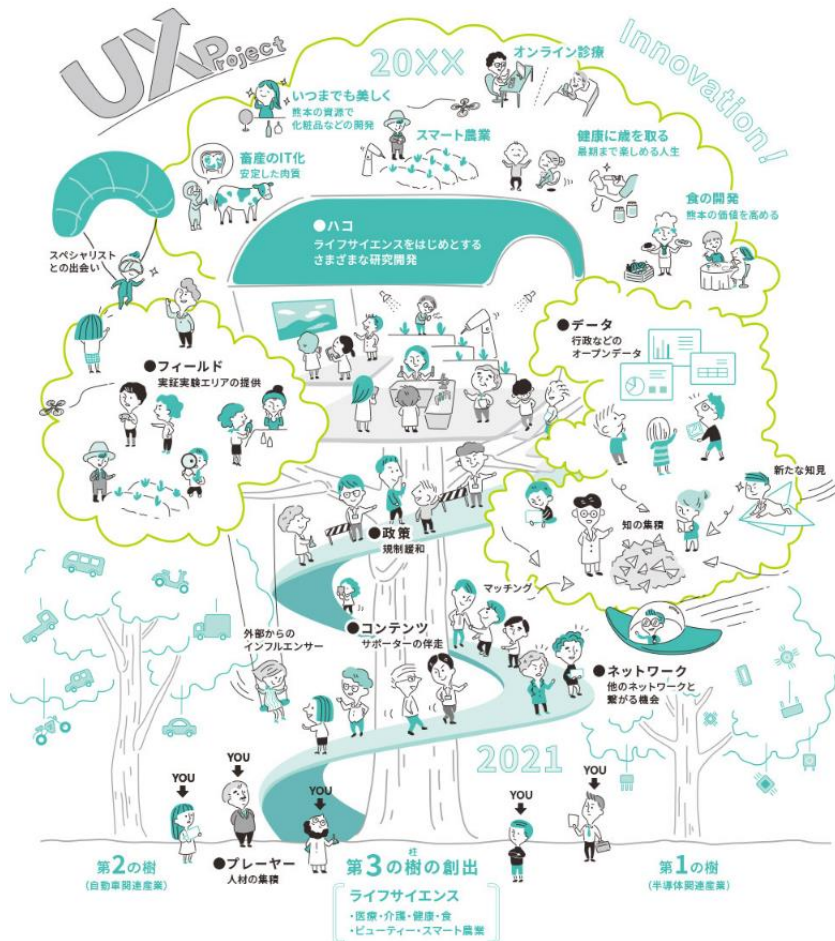 UX Project
20XX
Innovation!
オンライン診療
いつまでも美しく
熊本の資源で
化粧品などの開発
スマート農業
健康に歳を取る
最期まで楽しめる人生
畜産のIT化
安定した肉質
食の開発
熊本の価値を高める
●ハコ
ライフサイエンスをはじめとする
さまざまな研究開発
スペシャリスト
との出会い
●データ
行政などの
オープンデータ
●フィールド
実証実験エリアの提供
新たな知見
知の集積
●政策
規制緩和
マッチング
●コンテンツ
サポーターの伴走
外部からの
インフルエンサー
●ネットワーク
他のネットワークと
繋がる機会
2021
YOU
YOU
YOU
YOU
YOU
●プレーヤー
人材の集積
第2の樹
(自動車関連産業)
柱
第3の樹の創出
ライフサイエンス
・医療・介護・健康・食
・ビューティー・スマート農業
第1の樹
(半導体関連産業)